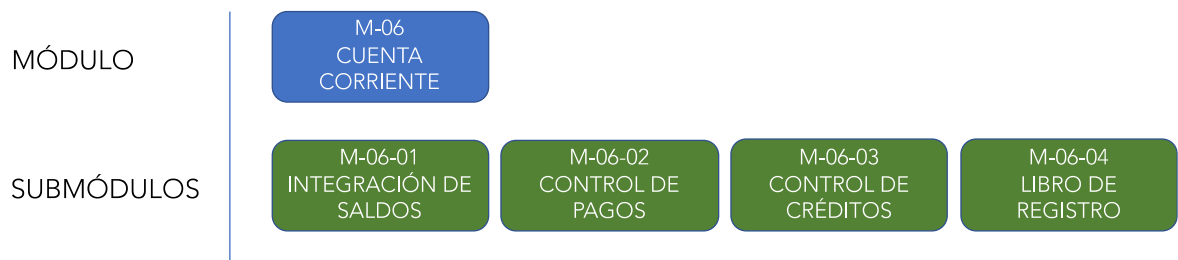 MÓDULO
M-06
CUENTA
CORRIENTE
SUBMÓDULOS
M-06-01
INTEGRACIÓN DE
SALDOS
M-06-02
CONTROL DE
PAGOS
M-06-03
CONTROL DE
CRÉDITOS
M-06-04
LIBRO DE
REGISTRO